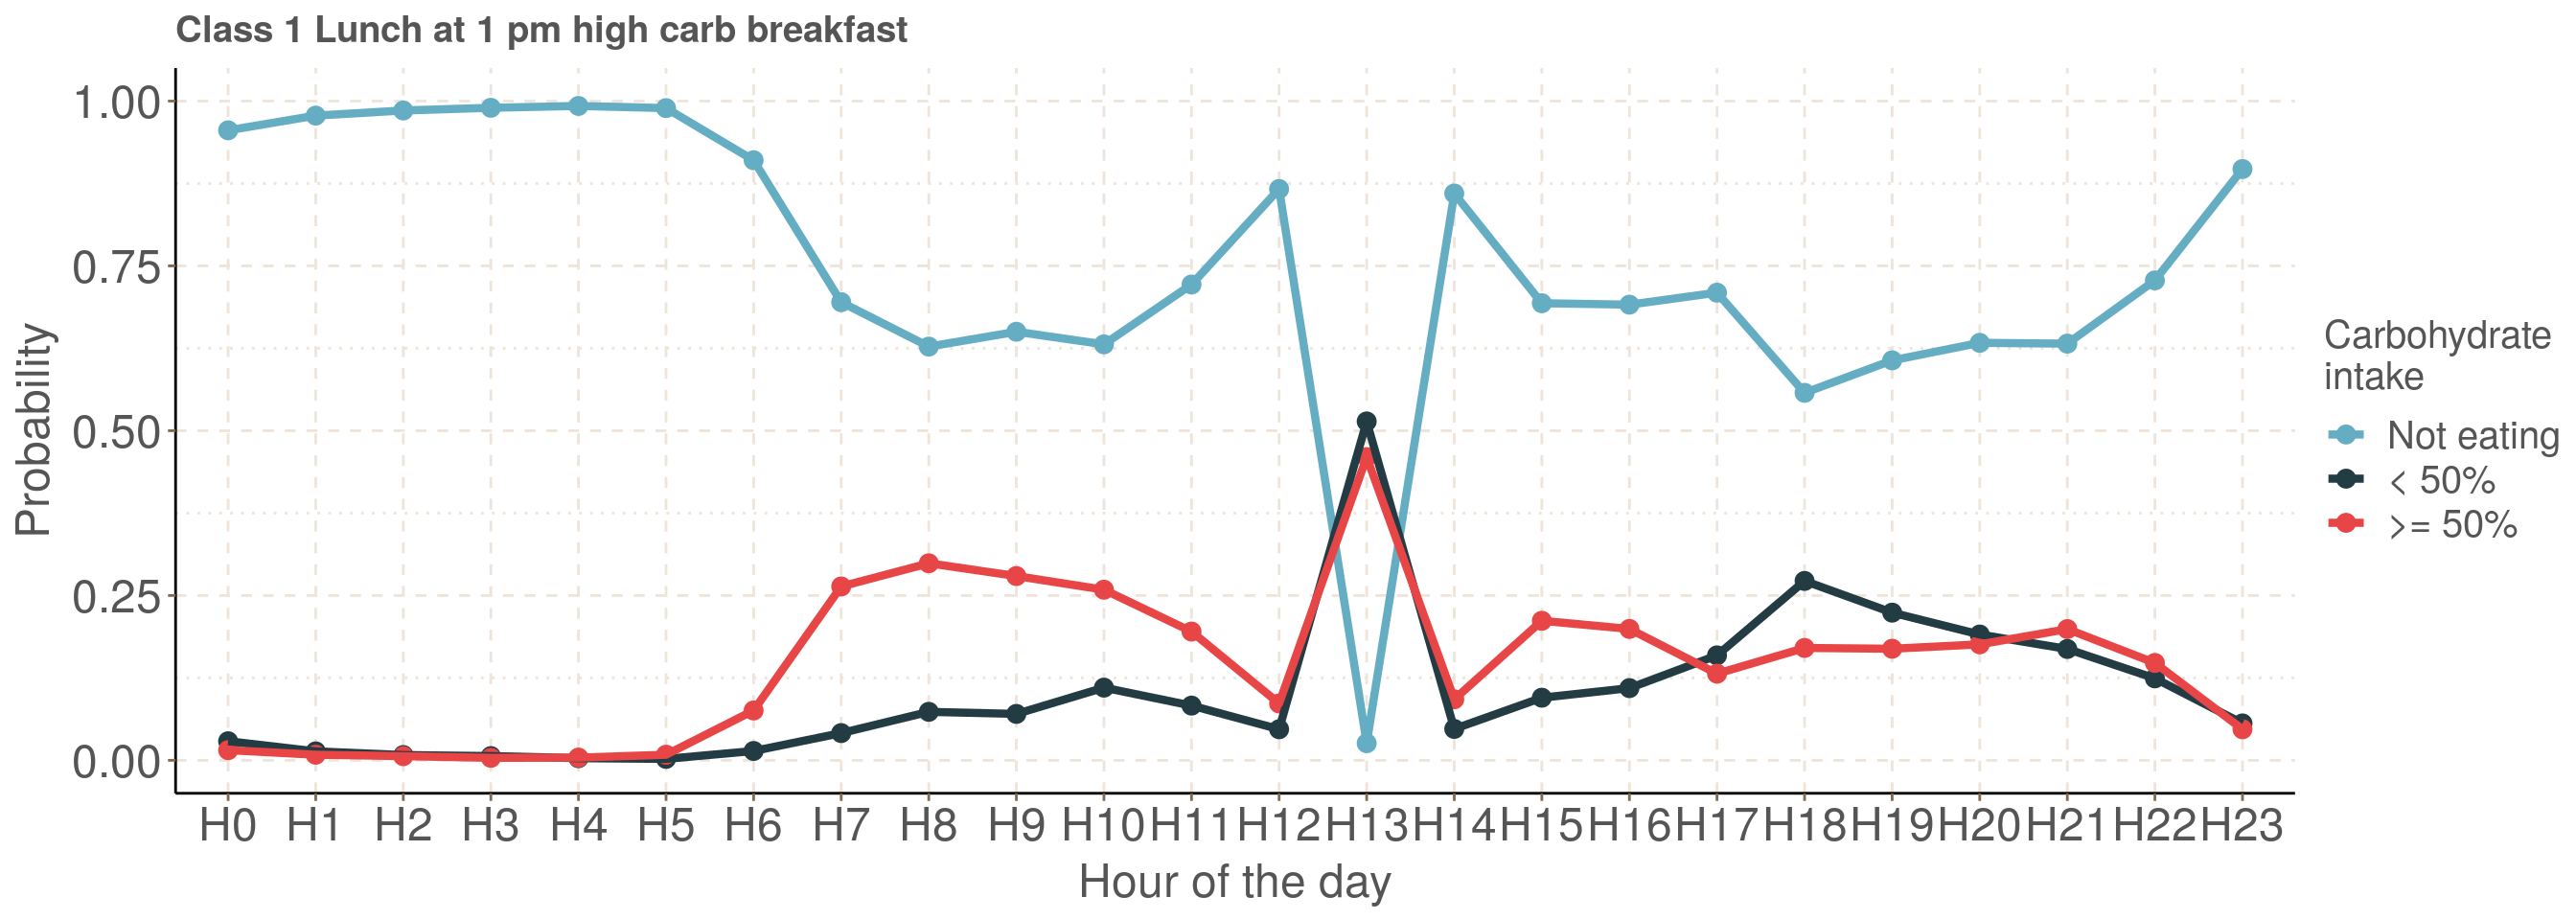 Class 1 Lunch at 1 pm high carb breakfast
1.00
0.75
0.50
0.25
0.00
Probability
H0 H1 H2 H3 H4 H5 H6 H7 H8 H9 H10 H11 H12 H13 H14 H15 H16 H17 H18 H19 H20 H21 H22 H23
Hour of the day
Carbohydrate
intake
Not eating
< 50%
>= 50%